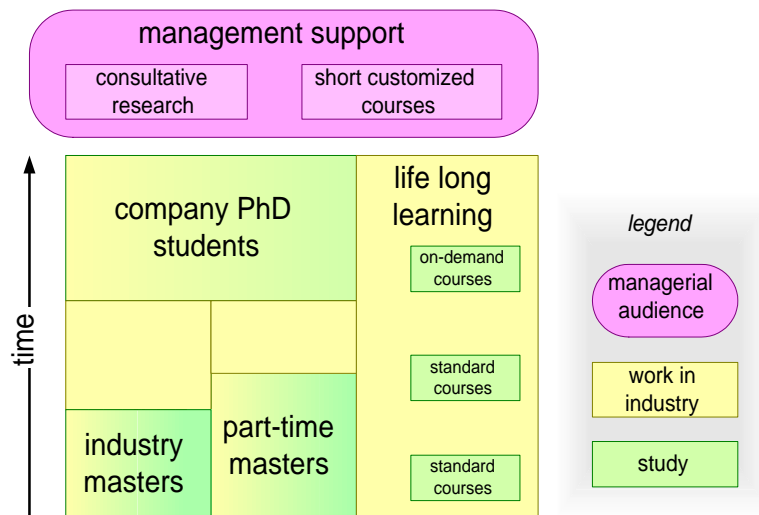 management support
consultative
research
short customized
courses
time
company PhD
students
life long
learning
on-demand
courses
standard
courses
industry
masters
part-time
masters
standard
courses
legend
managerial
audience
work in
industry
study